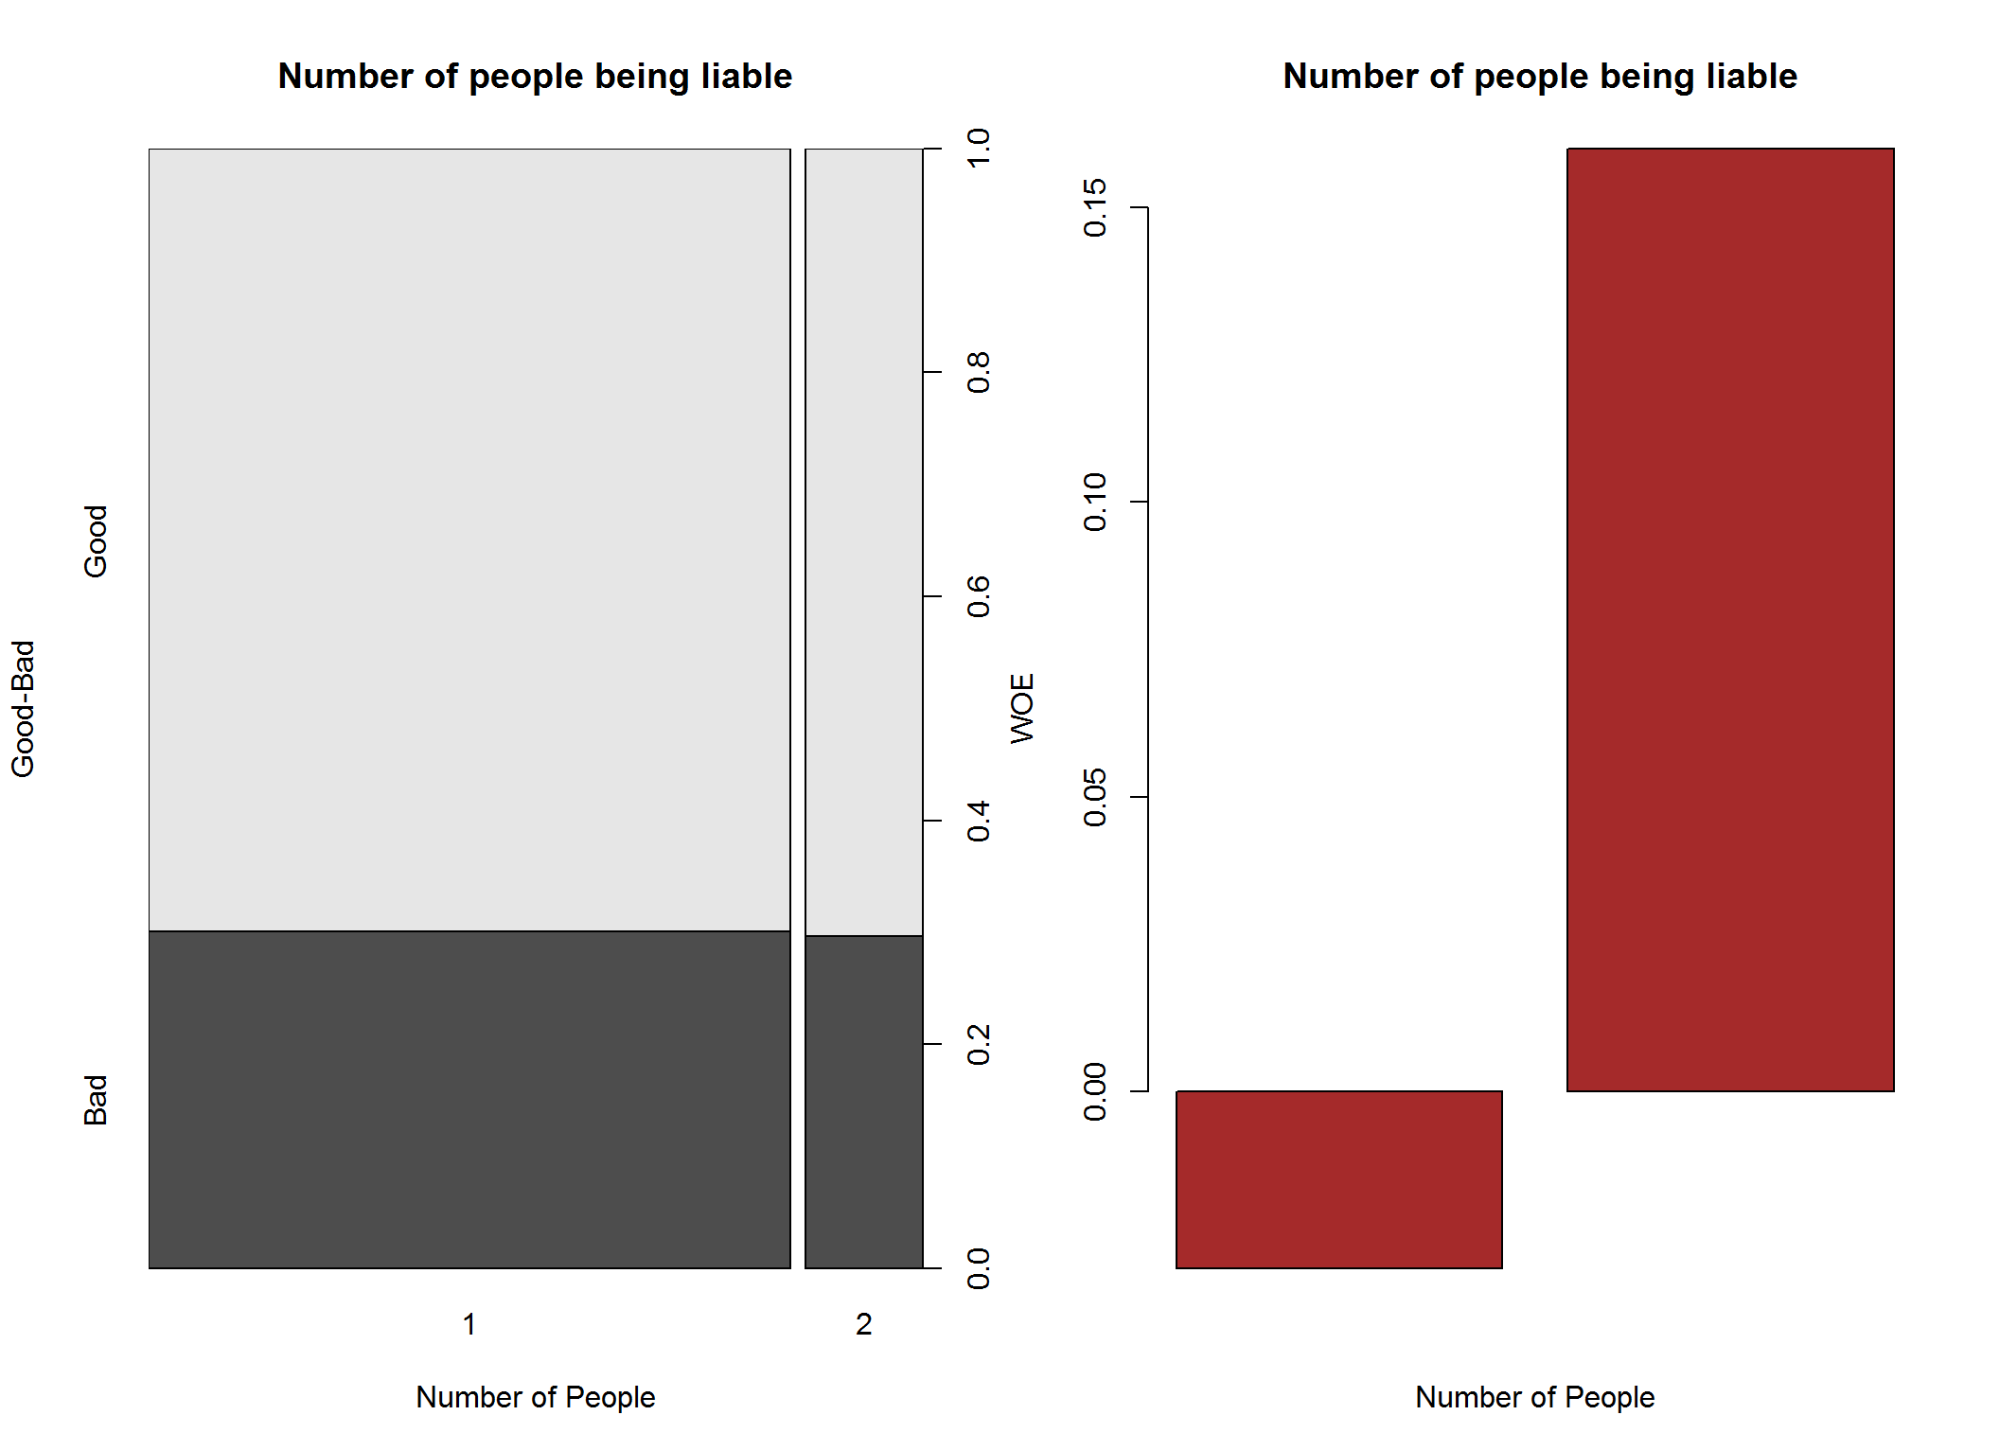 Number of people being liable
Good-Bad
Good
Bad
1.0
0.8
0.6
0.4
0.2
0.0
1
2
Number of People
Number of people being liable
WOE
0.15
0.10
0.05
0.00
Number of People